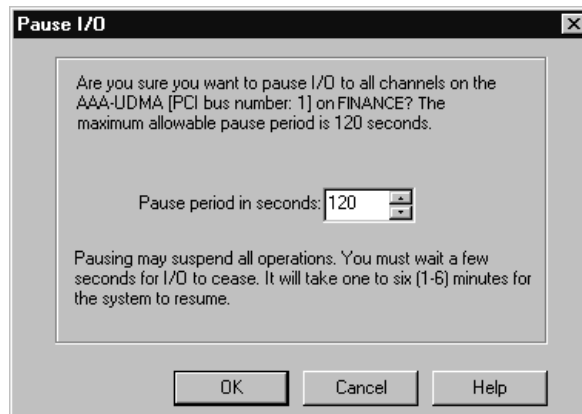 Pause I/O
Are you sure you want to pause I/O to all channels on the
AAA-UDMA [PCI bus number: 1] on FINANCE? The
maximum allowable pause period is 120 seconds.
Pause period in seconds: 120
Pausing may suspend all operations. You must wait a few
seconds for I/O to cease. It will take one to six (1-6) minutes for
the system to resume.
OK Cancel Help